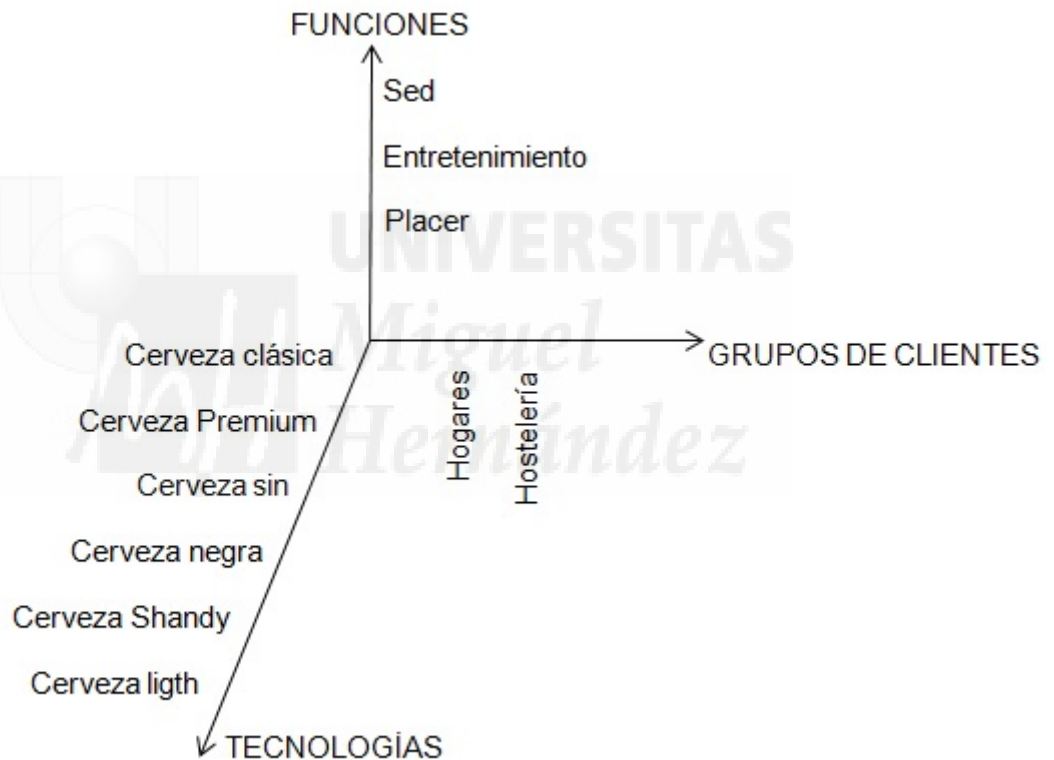 FUNCIONES
Sed
Entretenimiento
Placer
UNIVERSITAS
Miguel
Hernández
GRUPOS DE CLIENTES
Hogares
Hostelería
Cerveza clásica
Cerveza Premium
Cerveza sin
Cerveza negra
Cerveza Shandy
Cerveza ligth
TECNOLOGÍAS